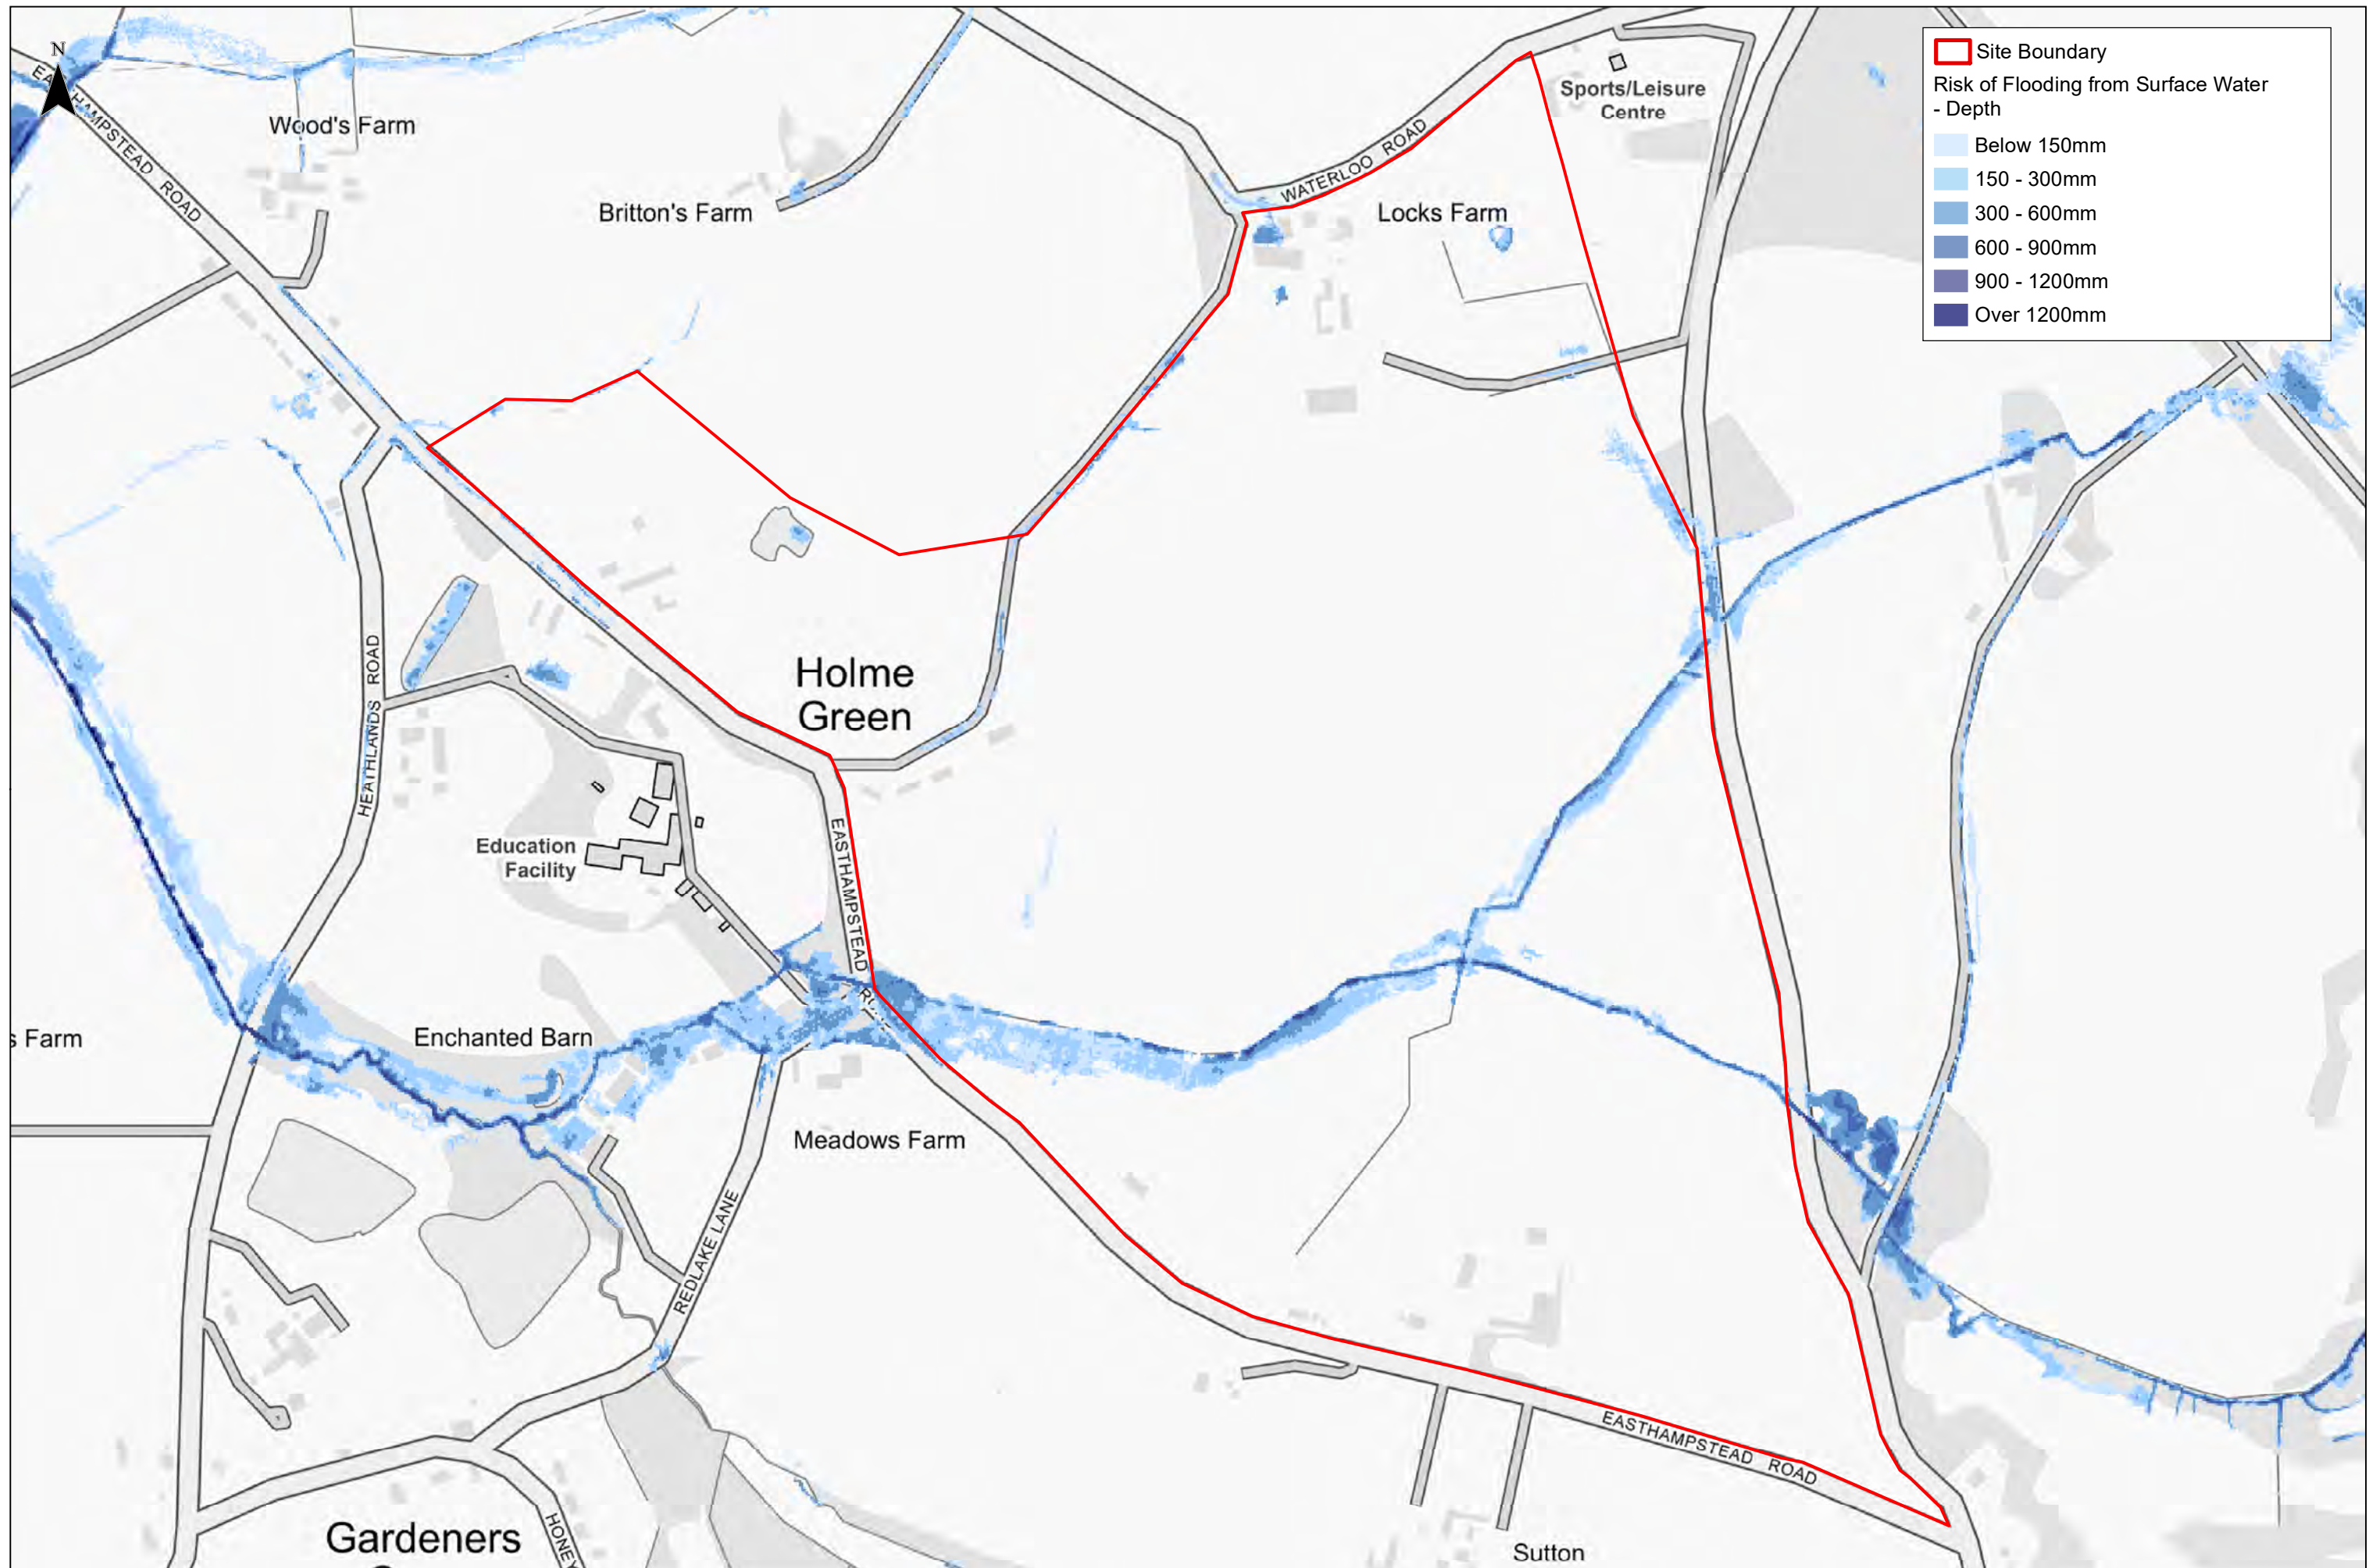 N
HAMPSTEAD ROAD
Wood's Farm
Britton's Farm
WATERLOO ROAD
Sports/Leisure
Centre
Locks Farm
Site Boundary
Risk of Flooding from Surface Water
- Depth
Below 150mm
150 - 300mm
300 - 600mm
600 - 900mm
900 - 1200mm
Over 1200mm
Holme
Green
HEATHLANDS ROAD
Education
Facility
EASTHAMPSTEAD
Enchanted Barn
Farm
Meadows Farm
REDLAKE LANE
EASTHAMPSTEAD ROAD
Gardeners
HONEY
Sutton